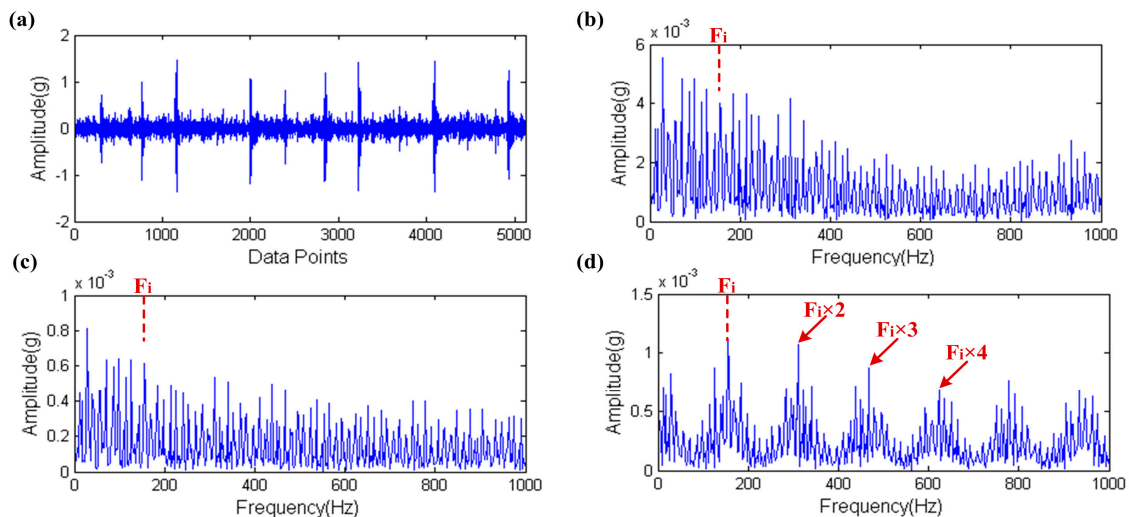 (a)
2
1
0
-1
-2
Amplitude(g)
0 1000 2000 3000 4000 5000
Data Points
(b)
x 10⁻³
Fi
6
4
2
0
Amplitude(g)
0 200 400 600 800 1000
Frequency(Hz)
(c)
x 10⁻³
Fi
1
0.8
0.6
0.4
0.2
0
Amplitude(g)
0 200 400 600 800 1000
Frequency(Hz)
(d)
x 10⁻³
Fi
Fi×2
Fi×3
Fi×4
1.5
1
0.5
0
Amplitude(g)
0 200 400 600 800 1000
Frequency(Hz)